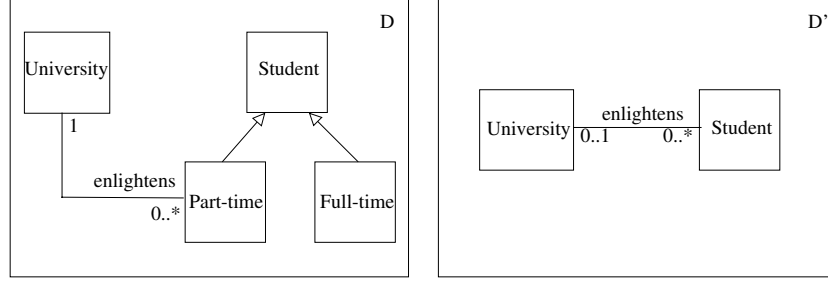 D
University
Student
1
enlightens
0..*
Part-time
Full-time
D'
University
enlightens
0..1
0..*
Student